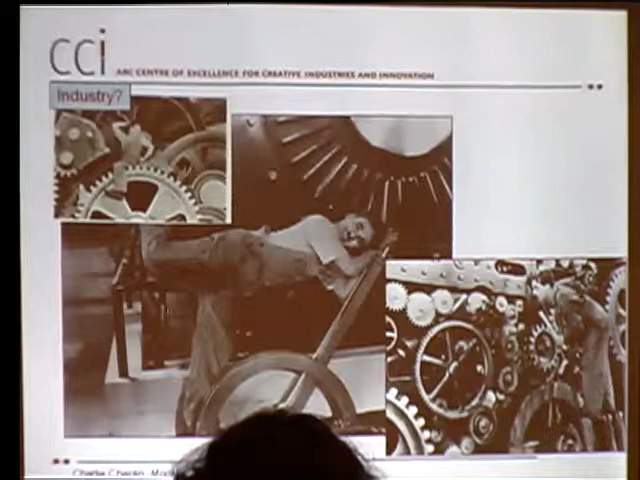 cci
ARC CENTRE OF EXCELLENCE FOR CREATIVE INDUSTRIES AND INNOVATION
Industry?
Charlie Chaplin